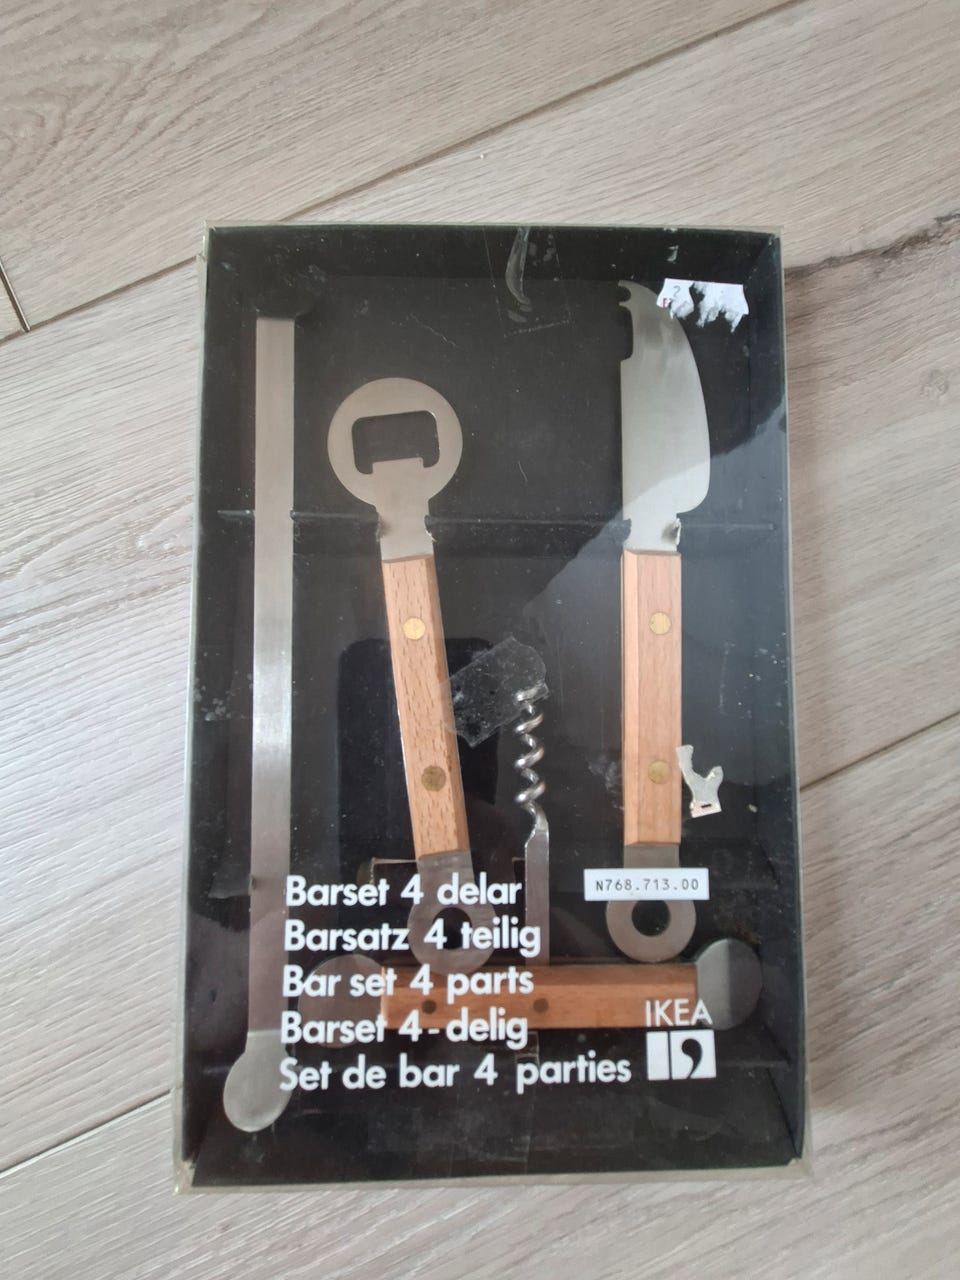 2
N768.713.00
Barset 4 delar
Barsatz 4 teilig
Bar set 4 parts
Barset 4-delig
Set de bar 4 parties
IKEA